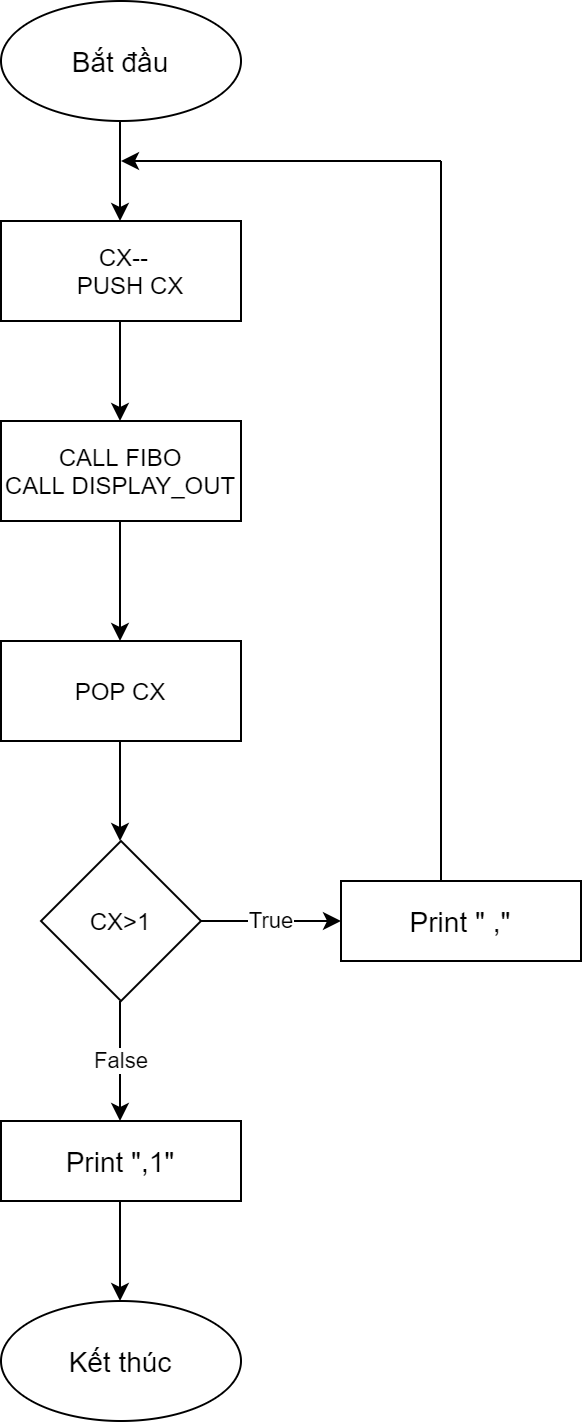 Bắt đầu
CX--
PUSH CX
CALL FIBO
CALL DISPLAY_OUT
POP CX
CX>1
True
Print " ,"
False
Print ",1"
Kết thúc